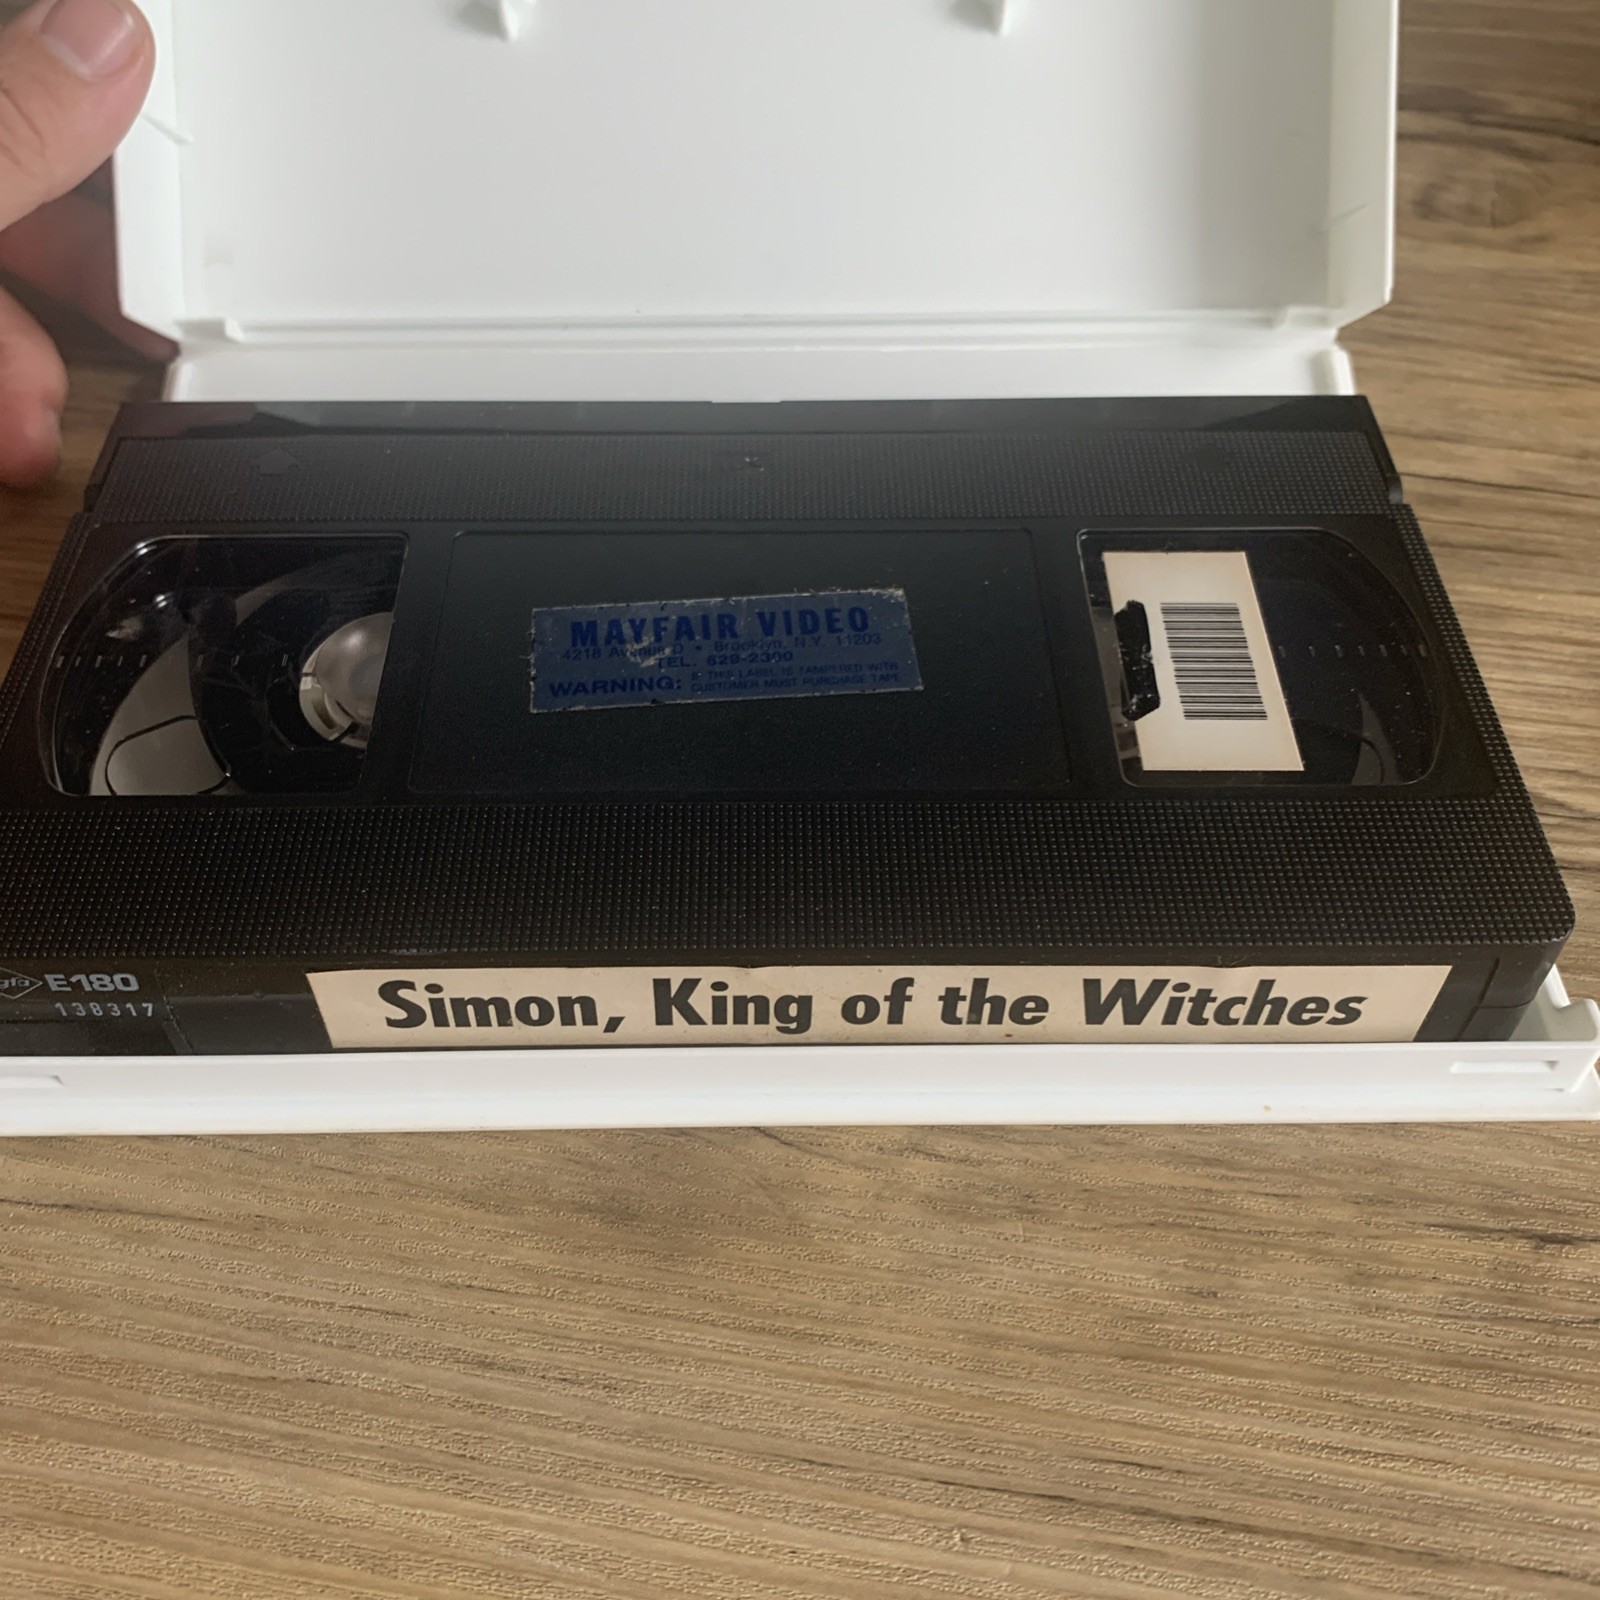 MAYFAIR VIDEO
4218 Avenue D • Brooklyn, N.Y. 11203
TEL. 629-2300
WARNING: IF THIS LABEL IS TAMPERED WITH
CUSTOMER MUST PURCHASE TAPE
E-180
138317
Simon, King of the Witches